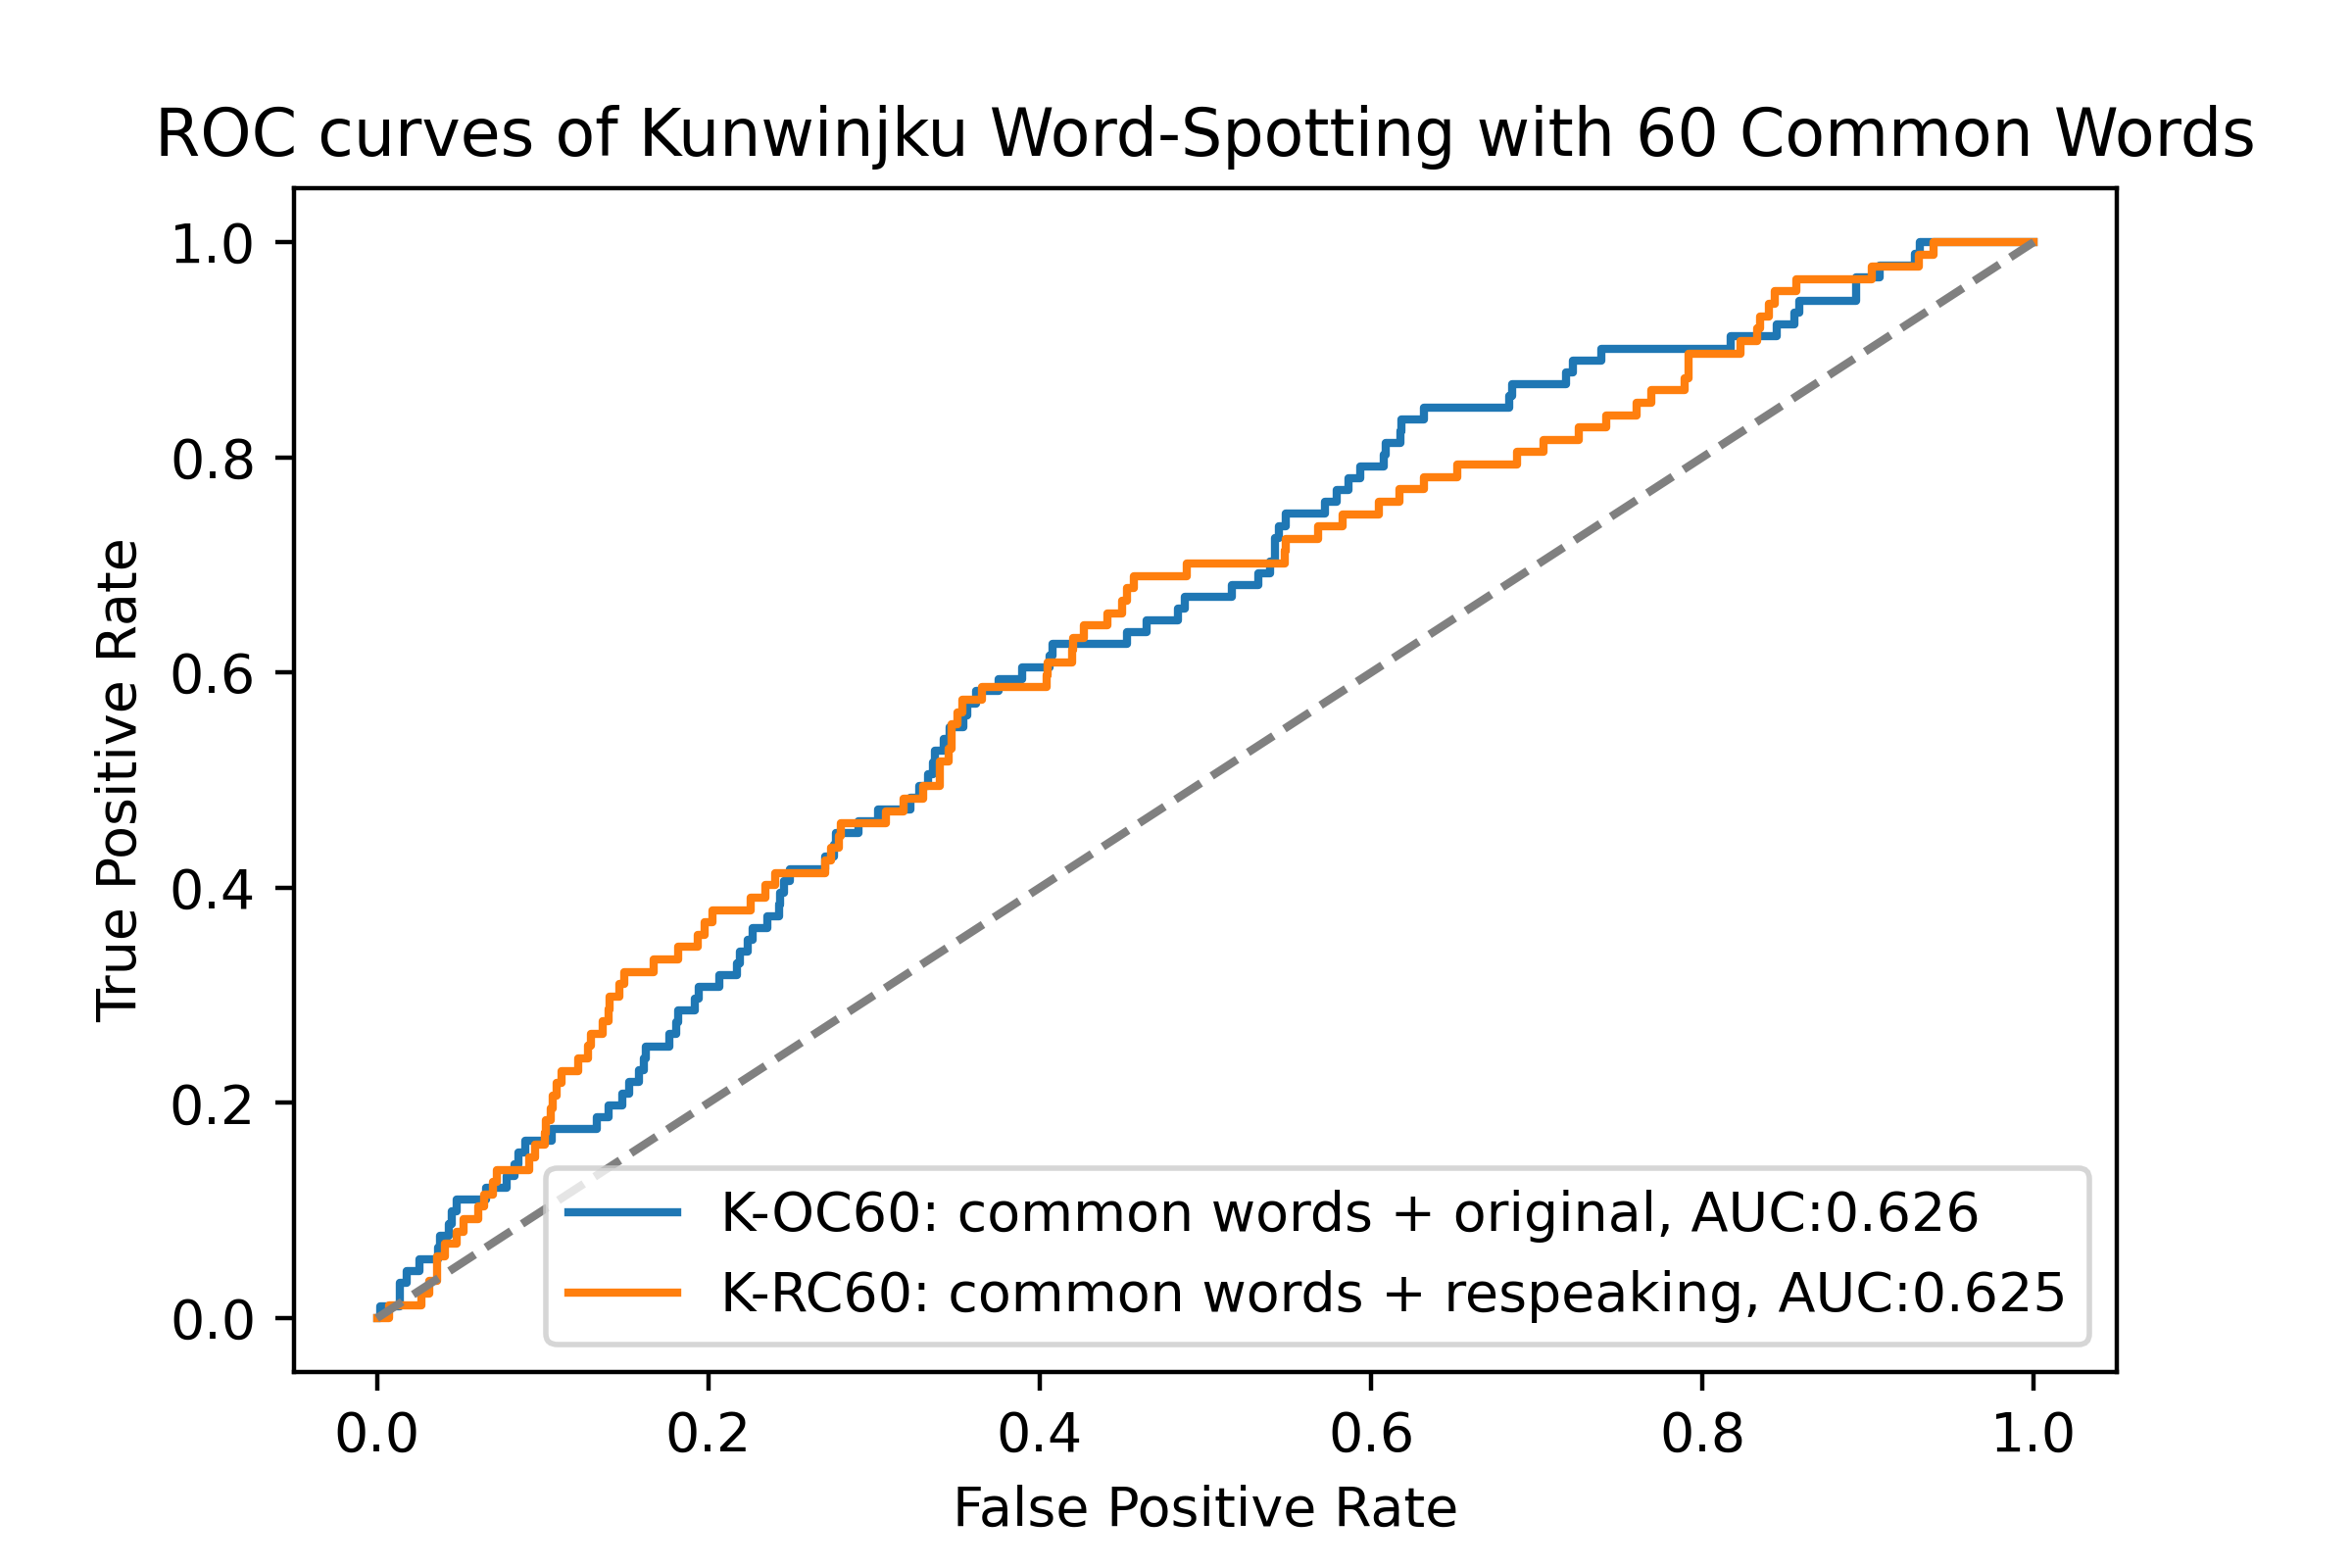 ROC curves of Kunwinjku Word-Spotting with 60 Common Words
True Positive Rate
1.0
0.8
0.6
0.4
0.2
0.0
K-OC60: common words + original, AUC:0.626
K-RC60: common words + respeaking, AUC:0.625
0.0 0.2 0.4 0.6 0.8 1.0
False Positive Rate